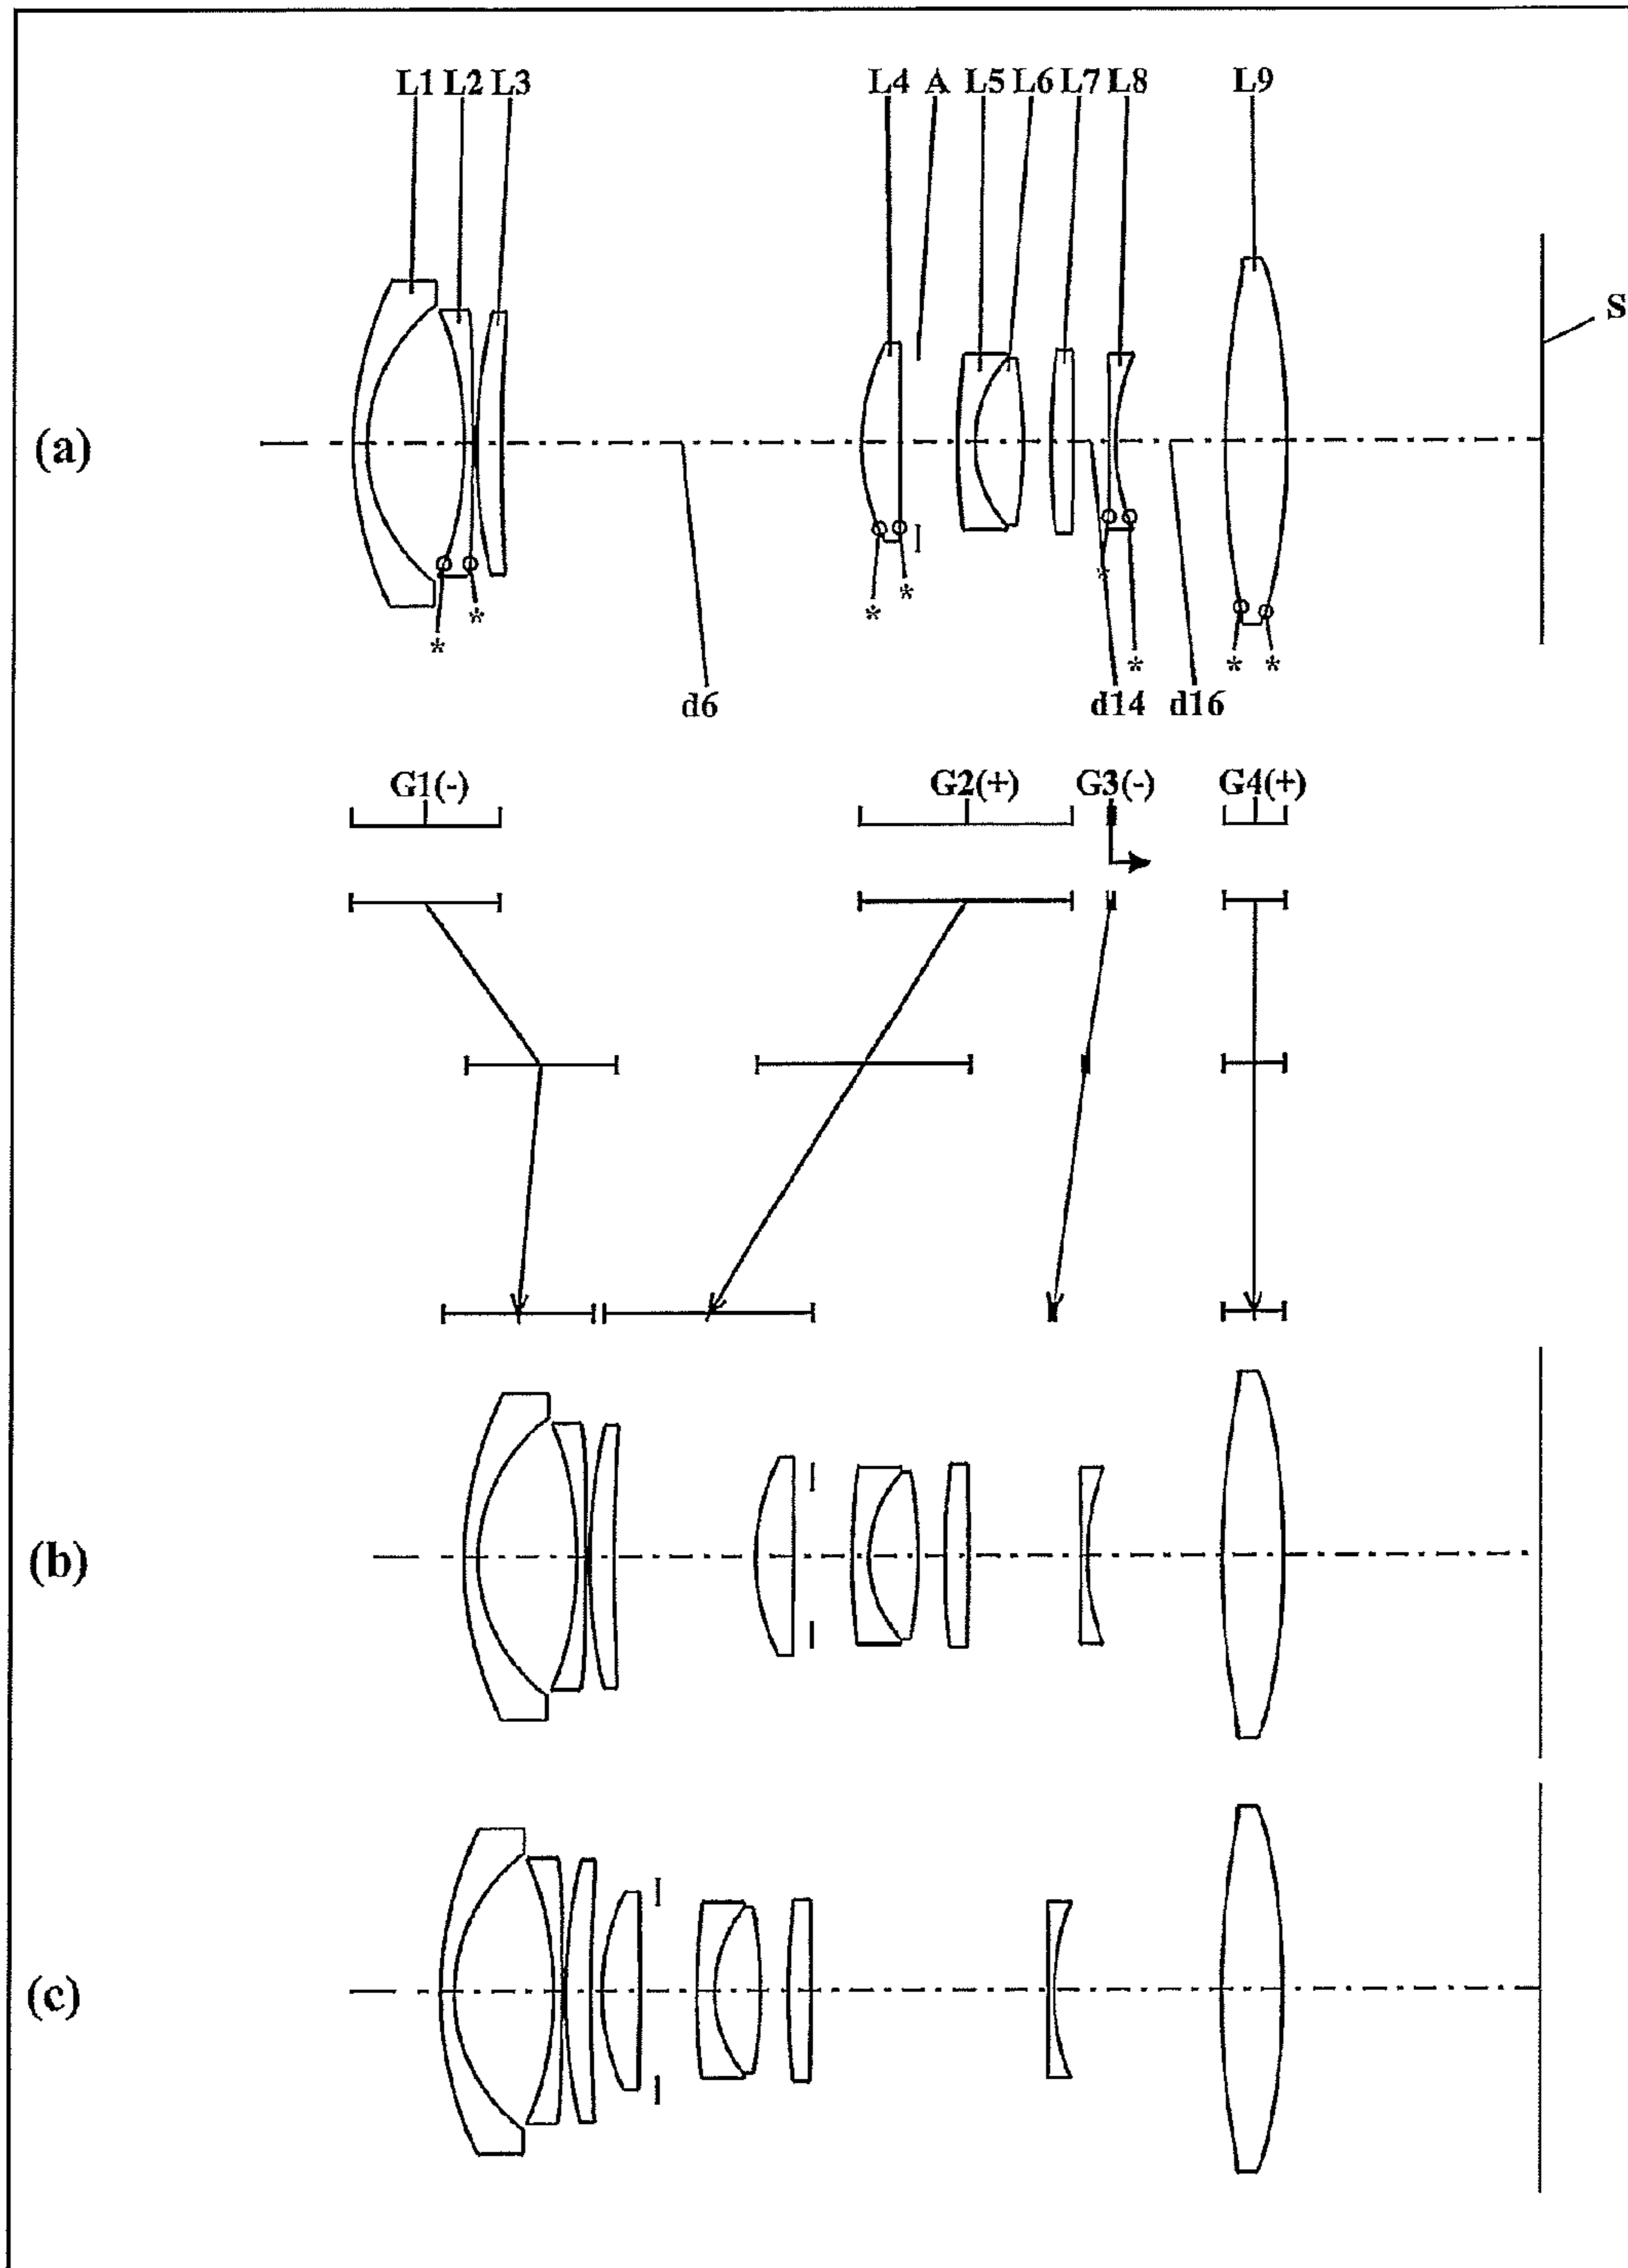 L1 L2 L3 L4 A L5 L6 L7 L8 L9
S
(a)
* * * * * * * *
d6 d14 d16
G1(-) G2(+) G3(-) G4(+)
(b)
(c)